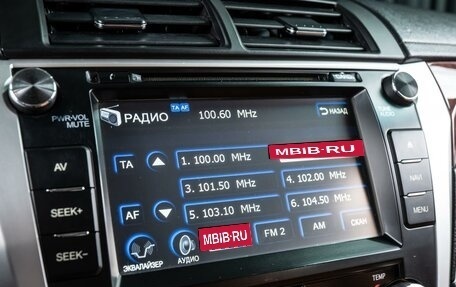 PWR·VOL
MUTE
TUNE
AUDIO
РАДИО TA AF 100.60 MHz НАЗАД
AV
SEEK+
SEEK−
TA
AF
1. 100.00 MHz MBIB·RU
3. 101.50 MHz 4. 102.00 MHz
5. 103.10 MHz 6. 104.50 MHz
MBIB·RU FM 2 AM СКАН
ЭКВАЛАЙЗЕР АУДИО
NAVI
MENU
TEMP